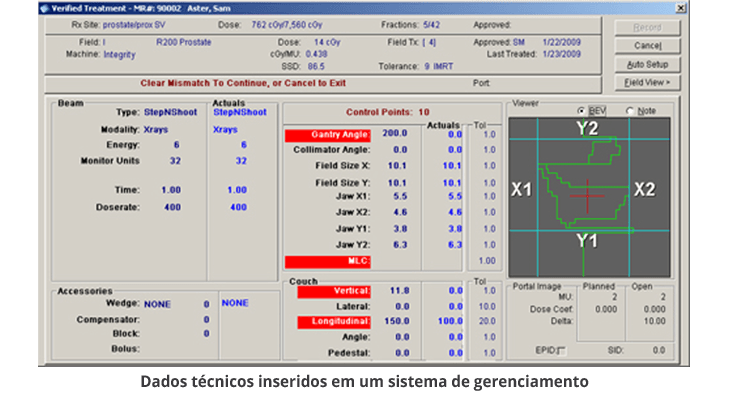 Verified Treatment - MR#: 90002 Aster, Sam
Rx Site: prostate/prox SV Dose: 762 cGy/7,560 cGy Fractions: 5/42 Approved:
Record
Field: I R200 Prostate Dose: 14 cGy Field Tx: [ 4] Approved: SM 1/22/2009
Cancel
Machine: Integrity cGy/MU: 0.438 Last Treated: 1/23/2009
SSD: 86.5 Tolerance: 9 IMRT
Auto Setup
Clear Mismatch To Continue, or Cancel to Exit Port:
Field View >
Beam Actuals
Type: StepNShoot StepNShoot
Modality: Xrays Xrays
Energy: 6 6
Monitor Units 32 32
Time: 1.00 1.00
Doserate: 400 400
Accessories
Wedge: NONE 0 NONE
Compensator: 0
Block: 0
Bolus:
Control Points: 10
Actuals Tol
Gantry Angle: 200.0 0.0 1.0
Collimator Angle: 0.0 0.0 1.0
Field Size X: 10.1 10.1 1.0
Field Size Y: 10.1 10.1 1.0
Jaw X1: 5.5 5.5 1.0
Jaw X2: 4.6 4.6 1.0
Jaw Y1: 3.8 3.8 1.0
Jaw Y2: 6.3 6.3 1.0
MLC: 1.00
Couch Tol
Vertical: 11.8 0.0 1.0
Lateral: 0.0 0.0 10.0
Longitudinal: 150.0 100.0 20.0
Angle: 0.0 0.0 1.0
Pedestal: 0.0 0.0 1.0
Viewer
BEV Note
Y2
X1 X2
Y1
Portal Image Planned Open
MU: 2 2
Dose Coef: 0.000 0.000
Delta: 10.00
EPID: SID: 0.0
Dados técnicos inseridos em um sistema de gerenciamento